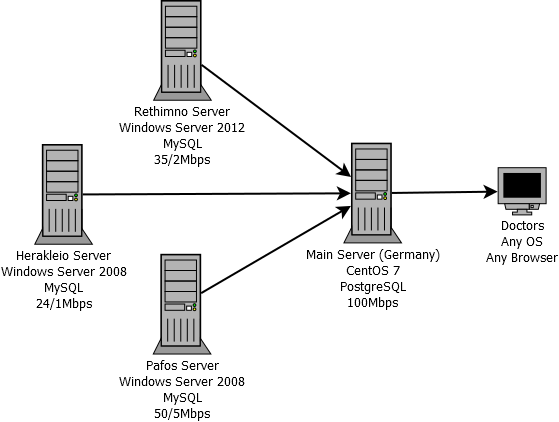 Rethimno Server
Windows Server 2012
MySQL
35/2Mbps
Herakleio Server
Windows Server 2008
MySQL
24/1Mbps
Main Server (Germany)
CentOS 7
PostgreSQL
100Mbps
Doctors
Any OS
Any Browser
Pafos Server
Windows Server 2008
MySQL
50/5Mbps